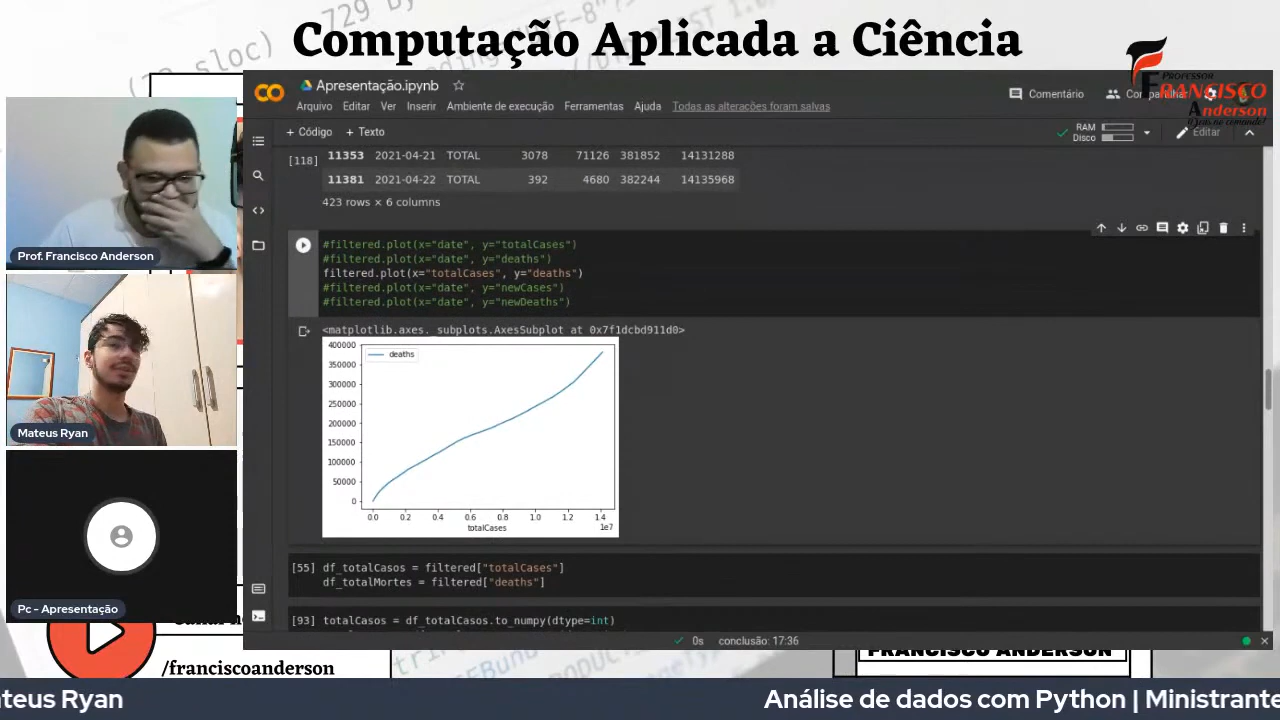 Computação Aplicada a Ciência
PROFESSOR
FRANCISCO
Anderson
Apresentação.ipynb
Arquivo Editar Ver Inserir Ambiente de execução Ferramentas Ajuda Todas as alterações foram salvas
Comentário
+ Código + Texto
RAM
Disco
Editar
[118]
11353 2021-04-21 TOTAL 3078 71126 381852 14131288
11381 2021-04-22 TOTAL 392 4680 382244 14135968
423 rows × 6 columns
#filtered.plot(x="date", y="totalCases")
#filtered.plot(x="date", y="deaths")
filtered.plot(x="totalCases", y="deaths")
#filtered.plot(x="date", y="newCases")
#filtered.plot(x="date", y="newDeaths")
<matplotlib.axes._subplots.AxesSubplot at 0x7f1dcbd911d0>
deaths
400000
350000
300000
250000
200000
150000
100000
50000
0
0.0 0.2 0.4 0.6 0.8 1.0 1.2 1.4
totalCases 1e7
[55] df_totalCasos = filtered["totalCases"]
df_totalMortes = filtered["deaths"]
[93] totalCasos = df_totalCasos.to_numpy(dtype=int)
0s conclusão: 17:36
Prof. Francisco Anderson
Mateus Ryan
Pc - Apresentação
/franciscoanderson
FRANCISCO ANDERSON
ateus Ryan
Análise de dados com Python | Ministrante